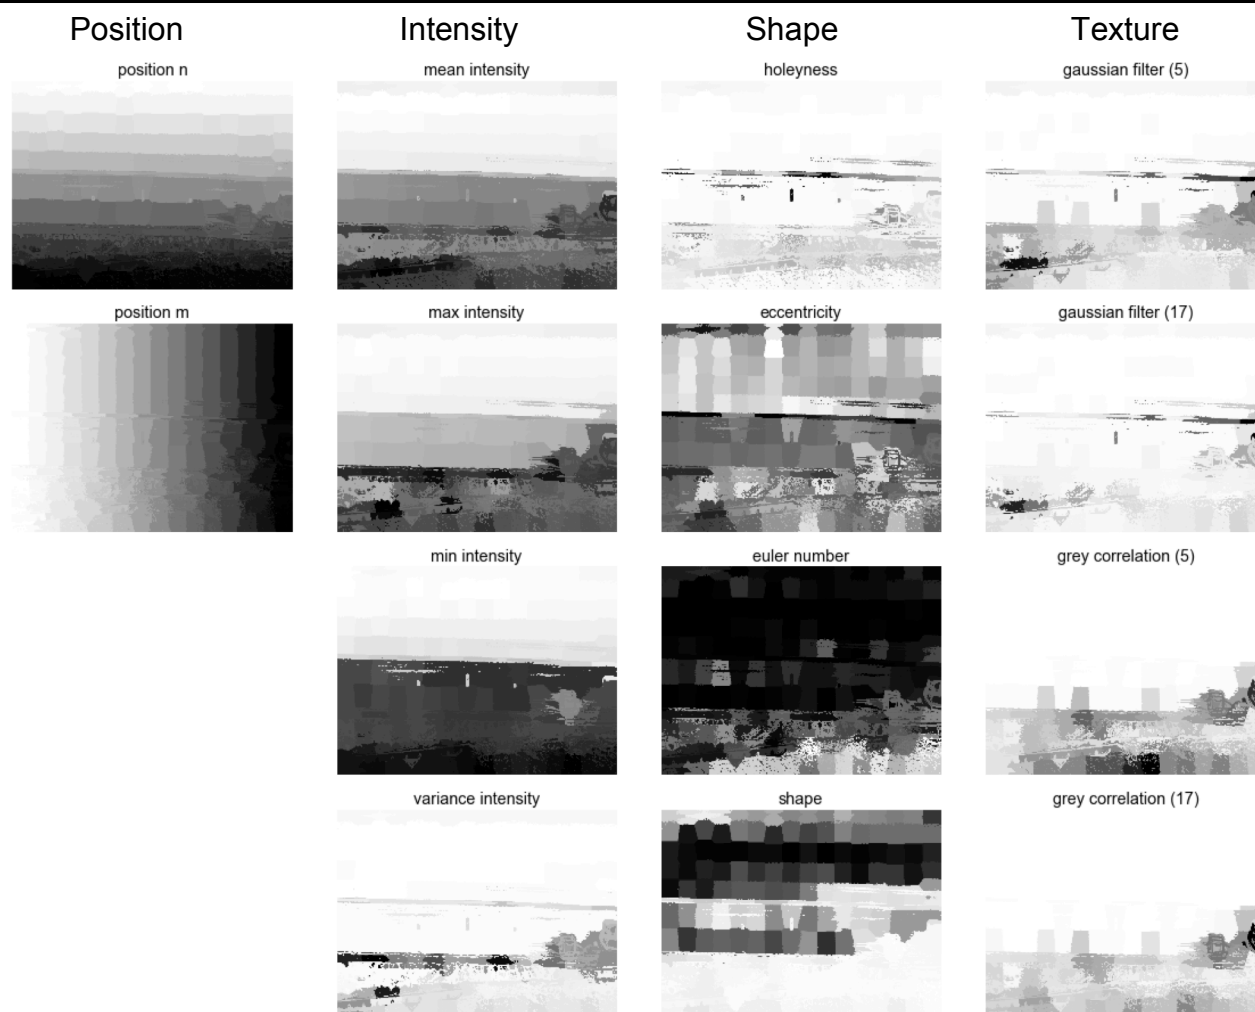 Position Intensity Shape Texture
position n mean intensity holeyness gaussian filter (5)
position m max intensity eccentricity gaussian filter (17)
min intensity euler number grey correlation (5)
variance intensity shape grey correlation (17)